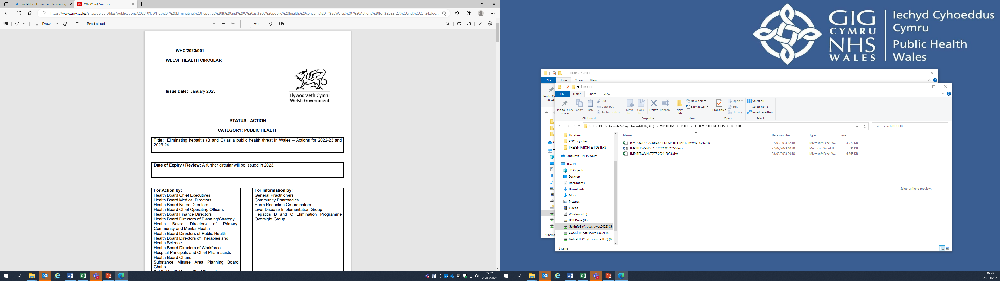 welsh health circular eliminating
WN (Year) Number
https://www.gov.wales/sites/default/files/publications/2023-01/WHC%20-%20Eliminating%20Hepatitis%20B%20and%20C%20as%20a%20public%20health%20concern%20in%20Wales%20-%20Actions%20for%202022_23%20and%2023_24.doc...
Draw
Read aloud
1
of 11
WHC/2023/001
WELSH HEALTH CIRCULAR
Issue Date: January 2023
Llywodraeth Cymru
Welsh Government
STATUS: ACTION
CATEGORY: PUBLIC HEALTH
Title: Eliminating hepatitis (B and C) as a public health threat in Wales – Actions for 2022-23 and
2023-24
Date of Expiry / Review: A further circular will be issued in 2023.
For Action by:
Health Board Chief Executives
Health Board Medical Directors
Health Board Nurse Directors
Health Board Chief Operating Officers
Health Board Finance Directors
Health Board Directors of Planning/Strategy
Health Board Directors of Primary,
Community and Mental Health
Health Board Directors of Public Health
Health Board Directors of Therapies and
Health Science
Health Board Directors of Workforce
Hospital Principals and Chief Pharmacists
Health Board Chairs
Substance Misuse Area Planning Board
Chairs
For information by:
General Practitioners
Community Pharmacies
Harm Reduction Co-ordinators
Liver Disease Implementation Group
Hepatitis B and C Elimination Programme
Oversight Group
09:42
28/03/2023
GIG
CYMRU
NHS
WALES
Iechyd Cyhoeddus
Cymru
Public Health
Wales
HMP, CARDIFF
File Home Share View
4 items
BCUHB
File Home Share View
Pin to Quick access
Copy
Paste
Cut
Copy path
Paste shortcut
Clipboard
Move to
Copy to
Delete
Rename
Organize
New folder
New item
Easy access
New
Properties
Open
Edit
History
Open
Select all
Select none
Invert selection
Select
This PC > Geninfo$ (\\rytzlsrvwds0002) (G:) > VIROLOGY > POCT > 1. HCV POCT RESULTS > BCUHB
Search BCUHB
Overtime
POCT Quotes
PRESENTATION & POSTERS
OneDrive - NHS Wales
This PC
3D Objects
Desktop
Documents
Downloads
Music
Pictures
Videos
Windows (C:)
USB Drive (D:)
Geninfo$ (\\rytzlsrvwds0002) (G:)
COSB$ (\\rytzlsrvwds0002) (K:)
NotesID$ (\\rytzlsrvwds0002) (N:
Name Date modified Type Size
HCV POCT ORAQUICK GENEXPERT HMP BERWYN 2021.xlsx 27/03/2023 12:18 Microsoft Excel W... 3,970 KB
HMP BERWYN STATS 2021 VS 2022.docx 27/02/2023 10:38 Microsoft Word D... 31 KB
HMP BERWYN STATS 2021-2023.xlsx 28/03/2023 09:10 Microsoft Excel W... 6,365 KB
Select a file to preview.
3 items
09:42
28/03/2023